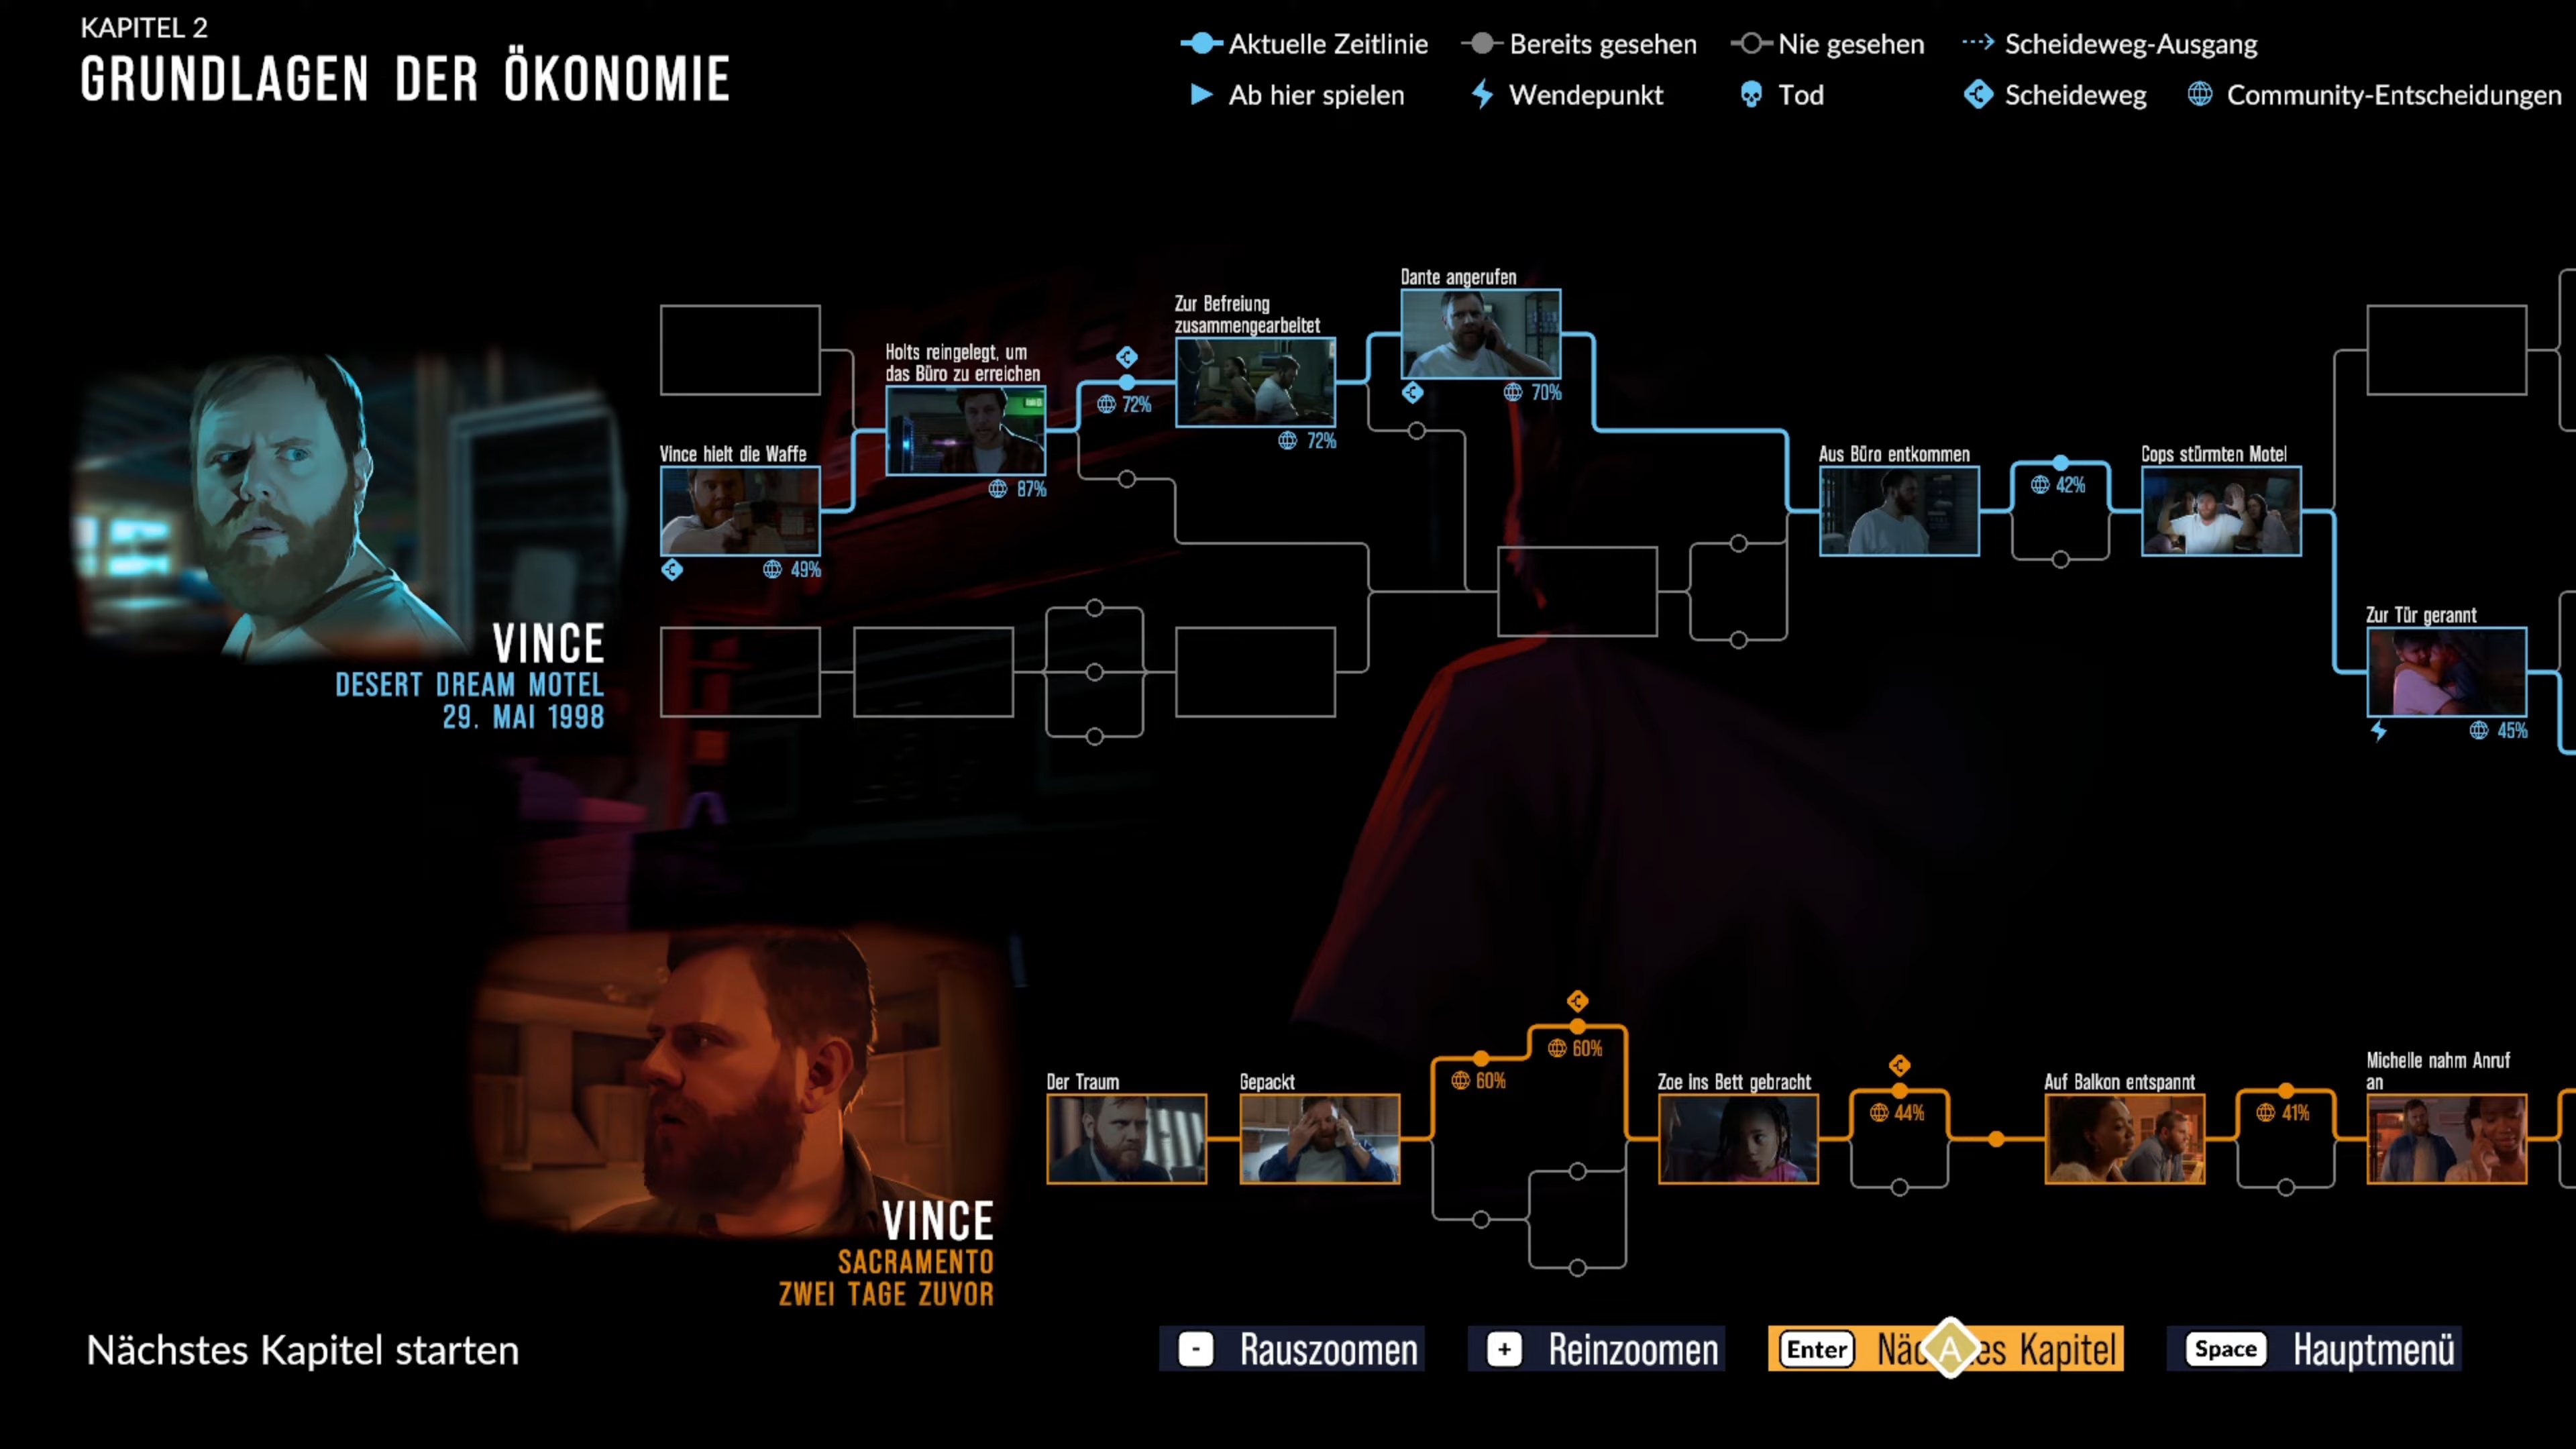 KAPITEL 2
GRUNDLAGEN DER ÖKONOMIE
Aktuelle Zeitlinie
Bereits gesehen
Nie gesehen
Scheideweg-Ausgang
Ab hier spielen
Wendepunkt
Tod
Scheideweg
Community-Entscheidungen
VINCE
DESERT DREAM MOTEL
29. MAI 1998
Vince hielt die Waffe
49%
Holts reingelegt, um
das Büro zu erreichen
87%
72%
Zur Befreiung
zusammengearbeitet
72%
Dante angerufen
70%
Aus Büro entkommen
42%
Cops stürmten Motel
Zur Tür gerannt
45%
VINCE
SACRAMENTO
ZWEI TAGE ZUVOR
Der Traum
Gepackt
60%
60%
Zoe ins Bett gebracht
44%
Auf Balkon entspannt
41%
Michelle nahm Anruf
an
Nächstes Kapitel starten
- Rauszoomen
+ Reinzoomen
Enter
A
Kapitel
Space Hauptmenü